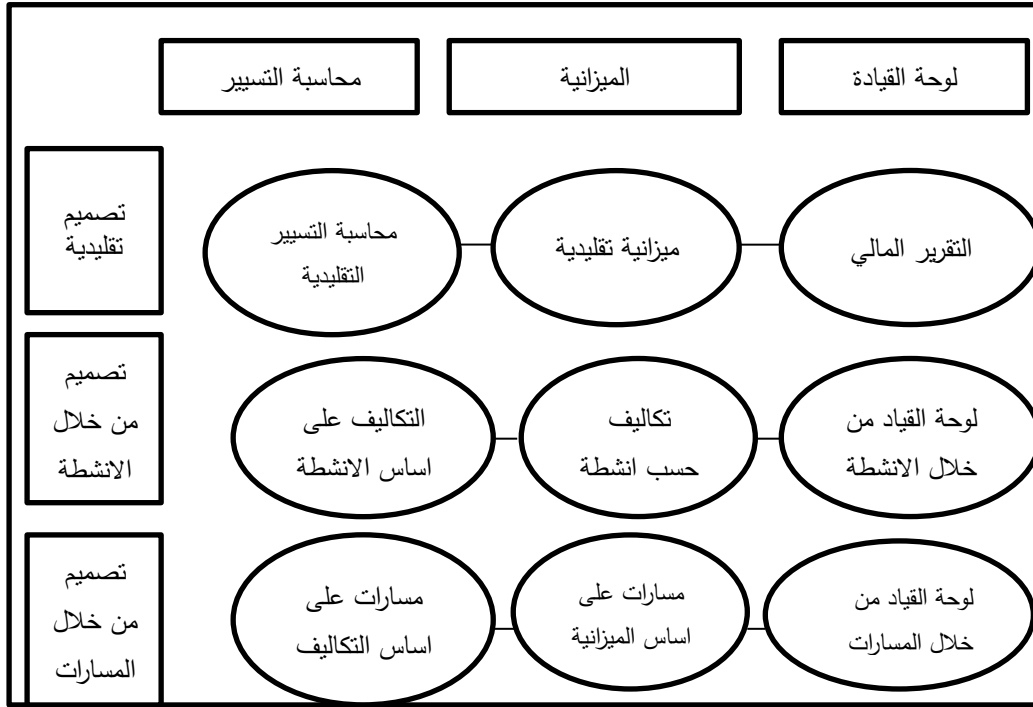 لوحة القيادة
الميزانية
محاسبة التسيير
تصميم
تقليدية
محاسبة التسيير
التقليدية
ميزانية تقليدية
التقرير المالي
تصميم
من خلال
الانشطة
التكاليف على
اساس الانشطة
تكاليف
حسب انشطة
لوحة القياد من
خلال الانشطة
تصميم
من خلال
المسارات
مسارات على
اساس التكاليف
مسارات على
اساس الميزانية
لوحة القياد من
خلال المسارات